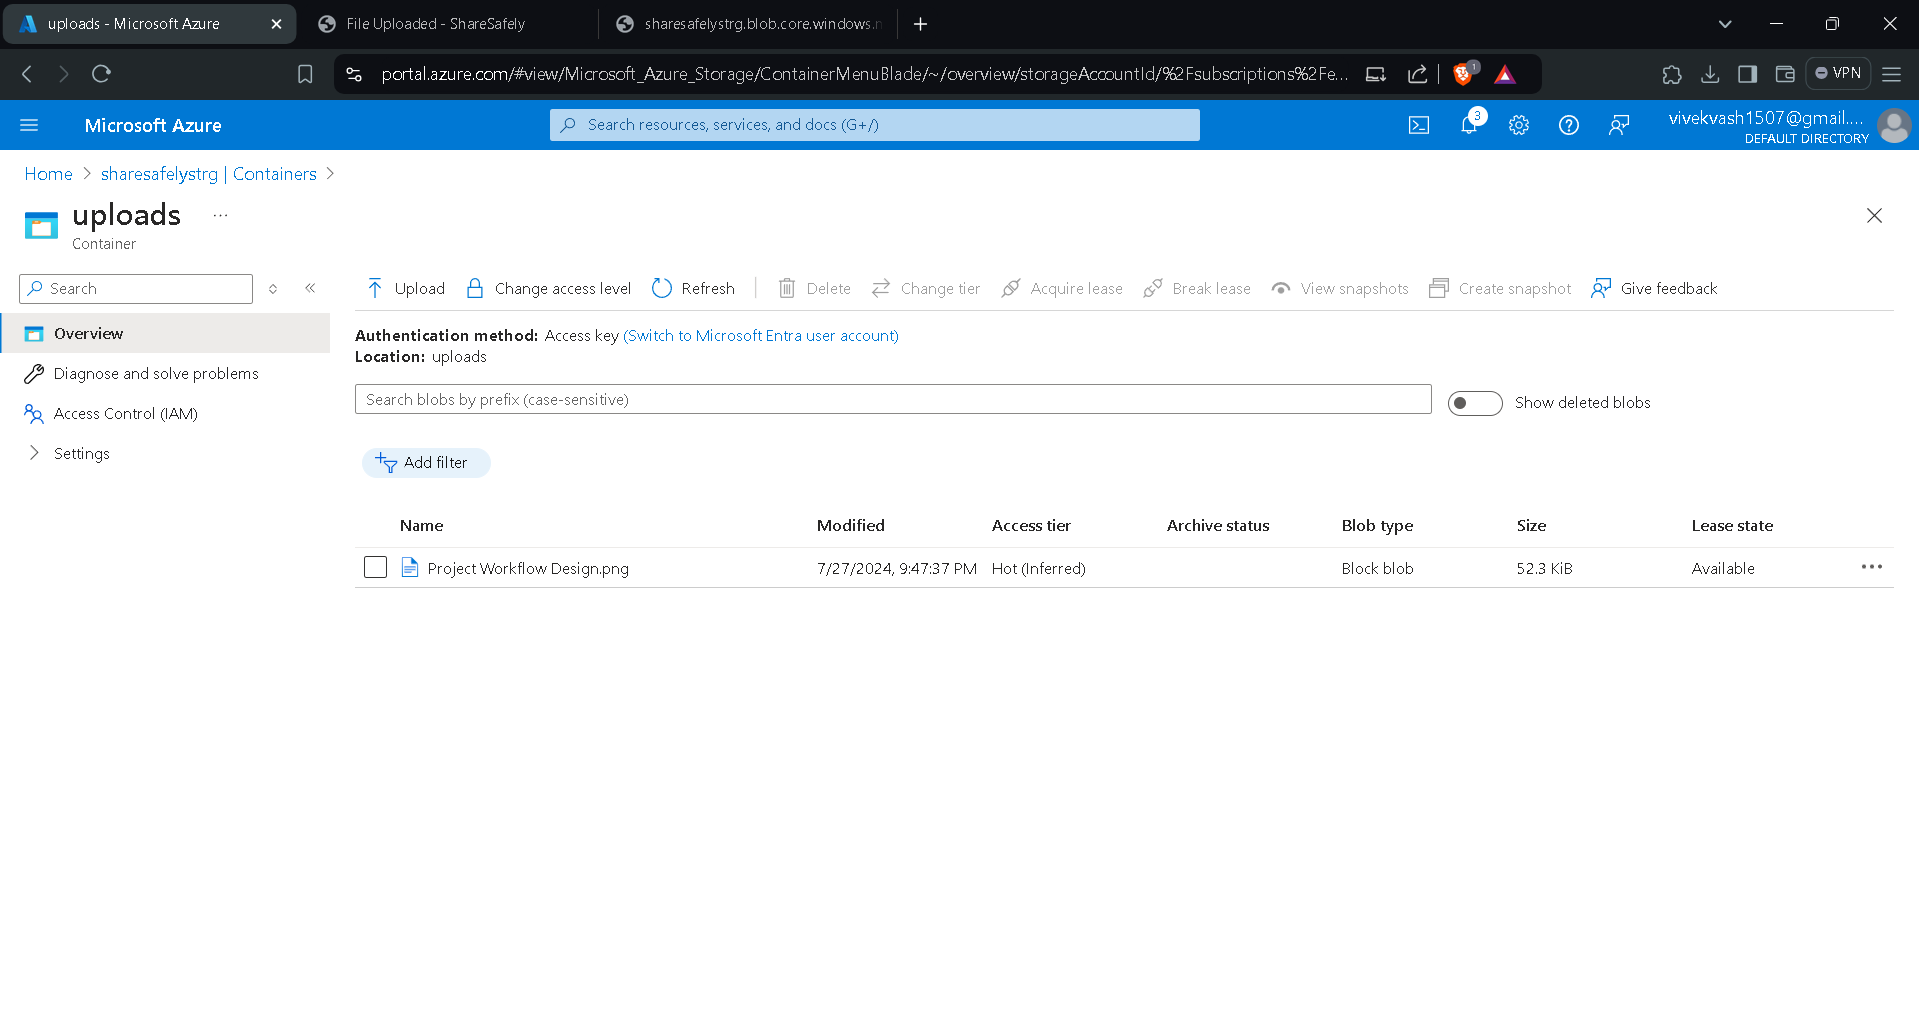 uploads - Microsoft Azure
File Uploaded - ShareSafely
sharesafelystrg.blob.core.windows.n
portal.azure.com/#view/Microsoft_Azure_Storage/ContainerMenuBlade/~/overview/storageAccountId/%2Fsubscriptions%2Fe...
1
VPN
Microsoft Azure
Search resources, services, and docs (G+/)
3
vivekvash1507@gmail....
DEFAULT DIRECTORY
Home > sharesafelystrg | Containers >
uploads ...
Container
Search
Upload
Change access level
Refresh
Delete
Change tier
Acquire lease
Break lease
View snapshots
Create snapshot
Give feedback
Overview
Diagnose and solve problems
Access Control (IAM)
Settings
Authentication method: Access key (Switch to Microsoft Entra user account)
Location: uploads
Search blobs by prefix (case-sensitive)
Show deleted blobs
Add filter
Name Modified Access tier Archive status Blob type Size Lease state
Project Workflow Design.png 7/27/2024, 9:47:37 PM Hot (Inferred) Block blob 52.3 KiB Available